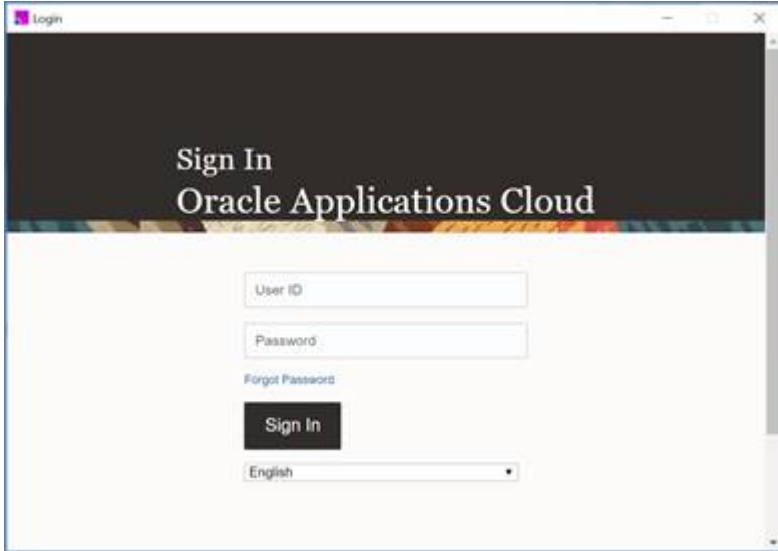 Login
Sign In
Oracle Applications Cloud
User ID
Password
Forgot Password
Sign In
English